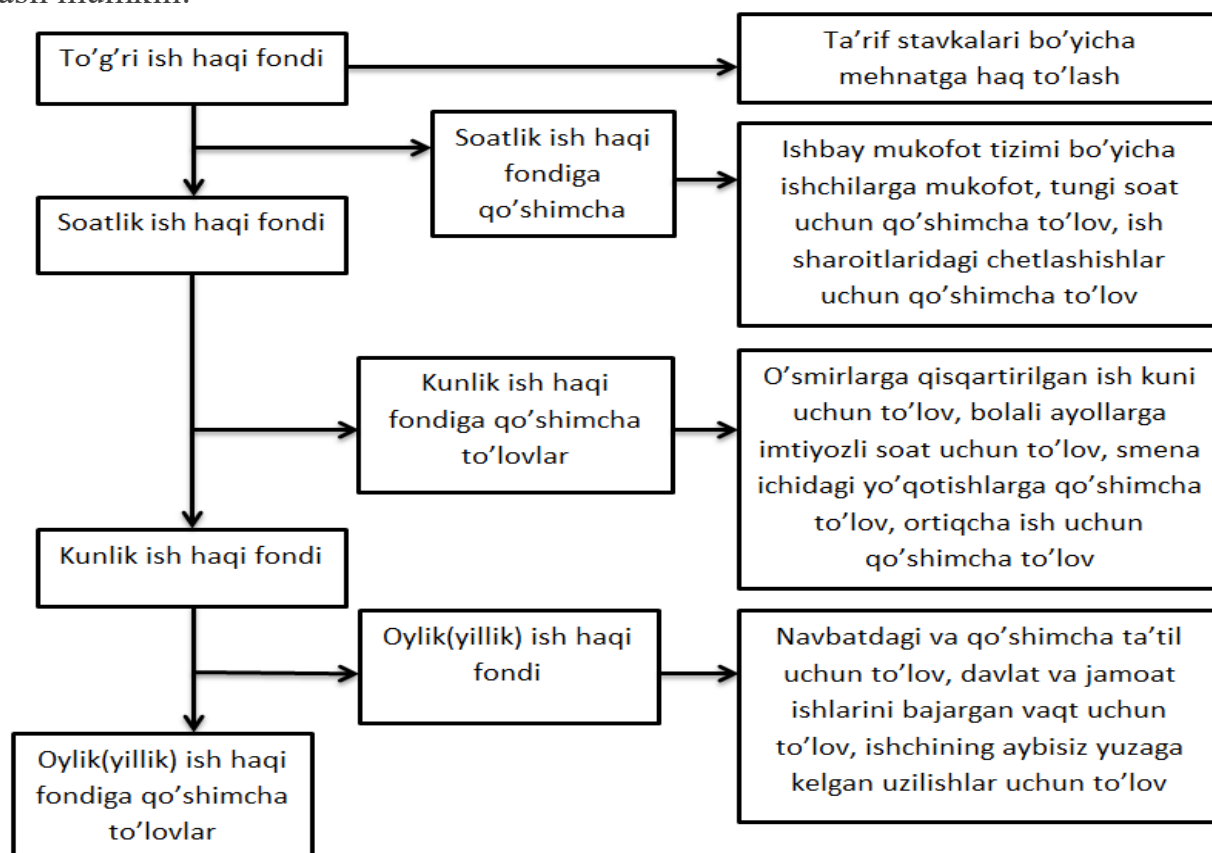 To’g’ri ish haqi fondi
Ta’rif stavkalari bo’yicha
mehnatga haq to’lash
Soatlik ish haqi
fondiga
qo’shimcha
Ishbay mukofot tizimi bo’yicha
ishchilarga mukofot, tungi soat
uchun qo’shimcha to’lov, ish
sharoitlaridagi chetlashishlar
uchun qo’shimcha to’lov
Soatlik ish haqi fondi
Kunlik ish haqi
fondiga qo’shimcha
to’lovlar
O’smirlarga qisqartirilgan ish kuni
uchun to’lov, bolali ayollarga
imtiyozli soat uchun to’lov, smena
ichidagi yo’qotishlarga qo’shimcha
to’lov, ortiqcha ish uchun
qo’shimcha to’lov
Kunlik ish haqi fondi
Oylik(yillik) ish haqi
fondi
Navbatdagi va qo’shimcha ta’til
uchun to’lov, davlat va jamoat
ishlarini bajargan vaqt uchun
to’lov, ishchining aybisiz yuzaga
kelgan uzilishlar uchun to’lov
Oylik(yillik) ish haqi
fondiga qo’shimcha
to’lovlar